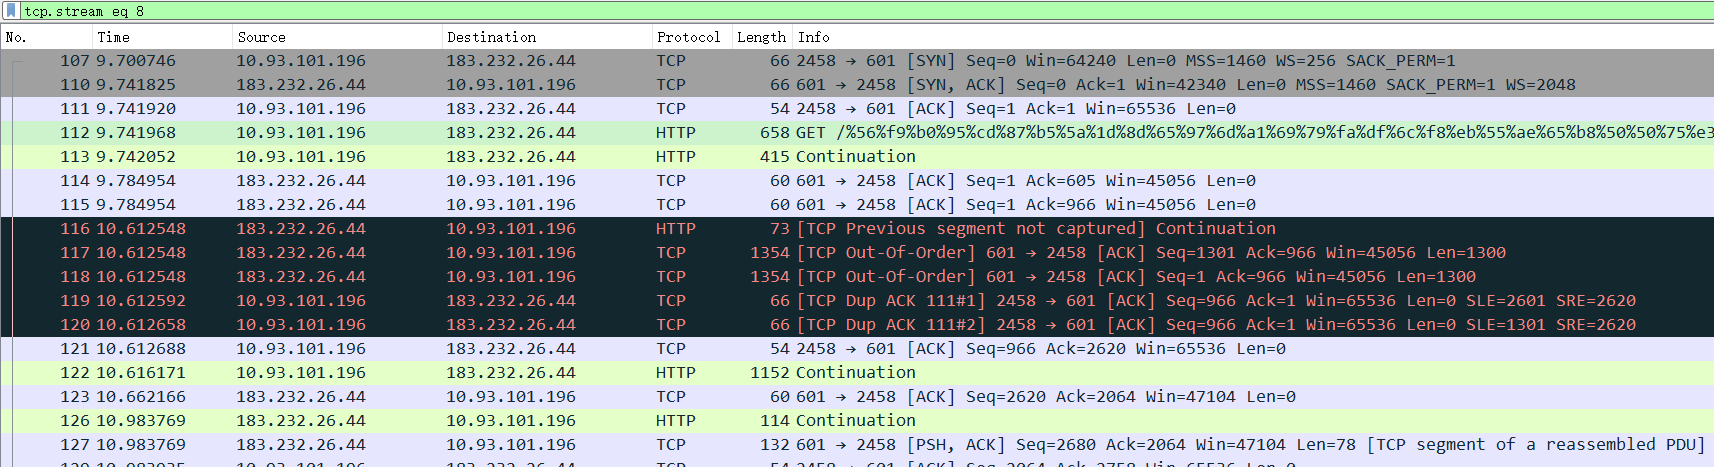 tcp.stream eq 8
No. Time Source Destination Protocol Length Info
107 9.700746 10.93.101.196 183.232.26.44 TCP 66 2458 → 601 [SYN] Seq=0 Win=64240 Len=0 MSS=1460 WS=256 SACK_PERM=1
110 9.741825 183.232.26.44 10.93.101.196 TCP 66 601 → 2458 [SYN, ACK] Seq=0 Ack=1 Win=42340 Len=0 MSS=1460 SACK_PERM=1 WS=2048
111 9.741920 10.93.101.196 183.232.26.44 TCP 54 2458 → 601 [ACK] Seq=1 Ack=1 Win=65536 Len=0
112 9.741968 10.93.101.196 183.232.26.44 HTTP 658 GET /%56%f9%b0%95%cd%87%b5%5a%1d%8d%65%97%6d%a1%69%79%fa%df%6c%f8%eb%55%ae%65%b8%50%50%75%e3
113 9.742052 10.93.101.196 183.232.26.44 HTTP 415 Continuation
114 9.784954 183.232.26.44 10.93.101.196 TCP 60 601 → 2458 [ACK] Seq=1 Ack=605 Win=45056 Len=0
115 9.784954 183.232.26.44 10.93.101.196 TCP 60 601 → 2458 [ACK] Seq=1 Ack=966 Win=45056 Len=0
116 10.612548 183.232.26.44 10.93.101.196 HTTP 73 [TCP Previous segment not captured] Continuation
117 10.612548 183.232.26.44 10.93.101.196 TCP 1354 [TCP Out-Of-Order] 601 → 2458 [ACK] Seq=1301 Ack=966 Win=45056 Len=1300
118 10.612548 183.232.26.44 10.93.101.196 TCP 1354 [TCP Out-Of-Order] 601 → 2458 [ACK] Seq=1 Ack=966 Win=45056 Len=1300
119 10.612592 10.93.101.196 183.232.26.44 TCP 66 [TCP Dup ACK 111#1] 2458 → 601 [ACK] Seq=966 Ack=1 Win=65536 Len=0 SLE=2601 SRE=2620
120 10.612658 10.93.101.196 183.232.26.44 TCP 66 [TCP Dup ACK 111#2] 2458 → 601 [ACK] Seq=966 Ack=1 Win=65536 Len=0 SLE=1301 SRE=2620
121 10.612688 10.93.101.196 183.232.26.44 TCP 54 2458 → 601 [ACK] Seq=966 Ack=2620 Win=65536 Len=0
122 10.616171 10.93.101.196 183.232.26.44 HTTP 1152 Continuation
123 10.662166 183.232.26.44 10.93.101.196 TCP 60 601 → 2458 [ACK] Seq=2620 Ack=2064 Win=47104 Len=0
126 10.983769 183.232.26.44 10.93.101.196 HTTP 114 Continuation
127 10.983769 183.232.26.44 10.93.101.196 TCP 132 601 → 2458 [PSH, ACK] Seq=2680 Ack=2064 Win=47104 Len=78 [TCP segment of a reassembled PDU]